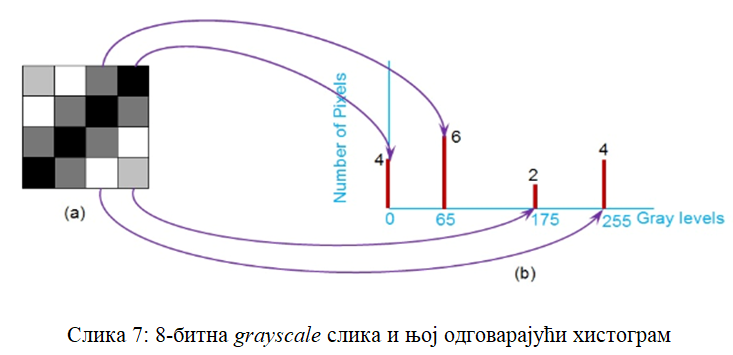 Number of Pixels
4
6
2
4
0
65
175
255
Gray levels
(a)
(b)
Слика 7: 8-битна grayscale слика и њој одговарајући хистограм